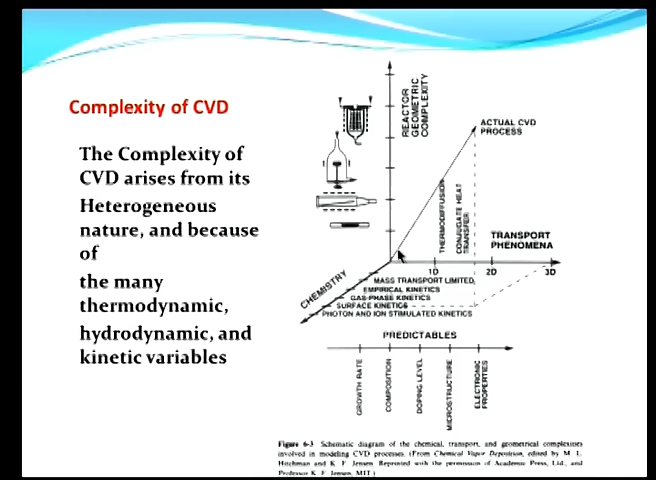 Complexity of CVD
The Complexity of
CVD arises from its
Heterogeneous
nature, and because
of
the many
thermodynamic,
hydrodynamic, and
kinetic variables
REACTOR
GEOMETRIC
COMPLEXITY
ACTUAL CVD
PROCESS
THERMODIFFUSION
CONJUGATE HEAT
TRANSFER
TRANSPORT
PHENOMENA
1D
2D
3D
CHEMISTRY
MASS TRANSPORT LIMITED
EMPIRICAL KINETICS
GAS-PHASE KINETICS
SURFACE KINETICS
PHOTON AND ION STIMULATED KINETICS
PREDICTABLES
GROWTH RATE
COMPOSITION
DOPING LEVEL
MICROSTRUCTURE
ELECTRONIC
PROPERTIES
Figure 6-3 Schematic diagram of the chemical, transport, and geometrical complexities
involved in modeling CVD processes. (From Chemical Vapor Deposition, edited by M. L.
Hitchman and K. F. Jensen. Reprinted with the permission of Academic Press, Ltd., and
Professor K. F. Jensen, MIT.)